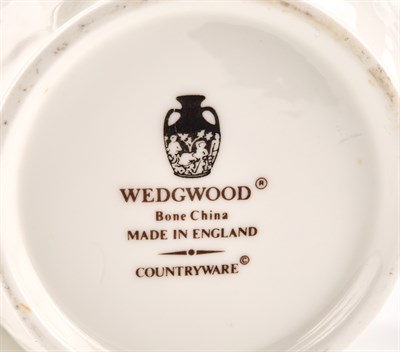 WEDGWOOD®
Bone China
MADE IN ENGLAND
COUNTRYWARE©